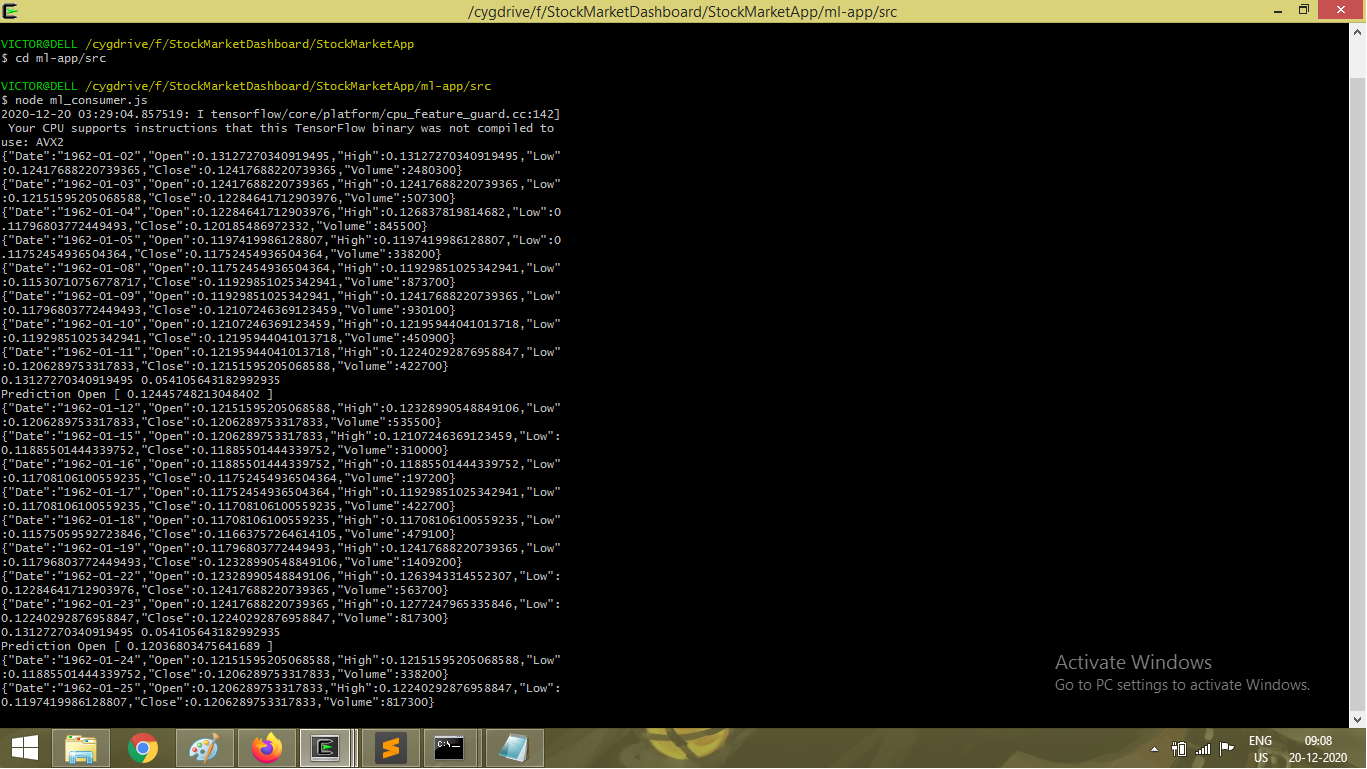 /cygdrive/f/StockMarketDashboard/StockMarketApp/ml-app/src
VICTOR@DELL /cygdrive/f/StockMarketDashboard/StockMarketApp
$ cd ml-app/src
VICTOR@DELL /cygdrive/f/StockMarketDashboard/StockMarketApp/ml-app/src
$ node ml_consumer.js
2020-12-20 03:29:04.857519: I tensorflow/core/platform/cpu_feature_guard.cc:142]
Your CPU supports instructions that this TensorFlow binary was not compiled to
use: AVX2
{"Date":"1962-01-02","Open":0.13127270340919495,"High":0.13127270340919495,"Low"
:0.12417688220739365,"Close":0.12417688220739365,"Volume":2480300}
{"Date":"1962-01-03","Open":0.12417688220739365,"High":0.12417688220739365,"Low"
:0.12151595205068588,"Close":0.12284641712903976,"Volume":507300}
{"Date":"1962-01-04","Open":0.12284641712903976,"High":0.126837819814682,"Low":0
.11796803772449493,"Close":0.120185486972332,"Volume":845500}
{"Date":"1962-01-05","Open":0.1197419986128807,"High":0.1197419986128807,"Low":0
.11752454936504364,"Close":0.11752454936504364,"Volume":338200}
{"Date":"1962-01-08","Open":0.11752454936504364,"High":0.11929851025342941,"Low"
:0.11530710756778717,"Close":0.11929851025342941,"Volume":873700}
{"Date":"1962-01-09","Open":0.11929851025342941,"High":0.12417688220739365,"Low"
:0.11796803772449493,"Close":0.12107246369123459,"Volume":930100}
{"Date":"1962-01-10","Open":0.12107246369123459,"High":0.12195944041013718,"Low"
:0.11929851025342941,"Close":0.12195944041013718,"Volume":450900}
{"Date":"1962-01-11","Open":0.12195944041013718,"High":0.12240292876958847,"Low"
:0.1206289753317833,"Close":0.12151595205068588,"Volume":422700}
0.13127270340919495 0.054105643182992935
Prediction Open [ 0.12445748213048402 ]
{"Date":"1962-01-12","Open":0.12151595205068588,"High":0.12328990548849106,"Low"
:0.1206289753317833,"Close":0.1206289753317833,"Volume":535500}
{"Date":"1962-01-15","Open":0.1206289753317833,"High":0.12107246369123459,"Low":
0.11885501444339752,"Close":0.11885501444339752,"Volume":310000}
{"Date":"1962-01-16","Open":0.11885501444339752,"High":0.11885501444339752,"Low"
:0.11708106100559235,"Close":0.11752454936504364,"Volume":197200}
{"Date":"1962-01-17","Open":0.11752454936504364,"High":0.11929851025342941,"Low"
:0.11708106100559235,"Close":0.11708106100559235,"Volume":422700}
{"Date":"1962-01-18","Open":0.11708106100559235,"High":0.11708106100559235,"Low"
:0.11575059592723846,"Close":0.11663757264614105,"Volume":479100}
{"Date":"1962-01-19","Open":0.11796803772449493,"High":0.12417688220739365,"Low"
:0.11796803772449493,"Close":0.12328990548849106,"Volume":1409200}
{"Date":"1962-01-22","Open":0.12328990548849106,"High":0.1263943314552307,"Low":
0.12284641712903976,"Close":0.12417688220739365,"Volume":563700}
{"Date":"1962-01-23","Open":0.12417688220739365,"High":0.1277247965335846,"Low":
0.12240292876958847,"Close":0.12240292876958847,"Volume":817300}
0.13127270340919495 0.054105643182992935
Prediction Open [ 0.12036803475641689 ]
{"Date":"1962-01-24","Open":0.12151595205068588,"High":0.12151595205068588,"Low"
:0.11885501444339752,"Close":0.1206289753317833,"Volume":338200}
{"Date":"1962-01-25","Open":0.1206289753317833,"High":0.12240292876958847,"Low":
0.1197419986128807,"Close":0.1206289753317833,"Volume":817300}
Activate Windows
Go to PC settings to activate Windows.
ENG
US
09:08
20-12-2020